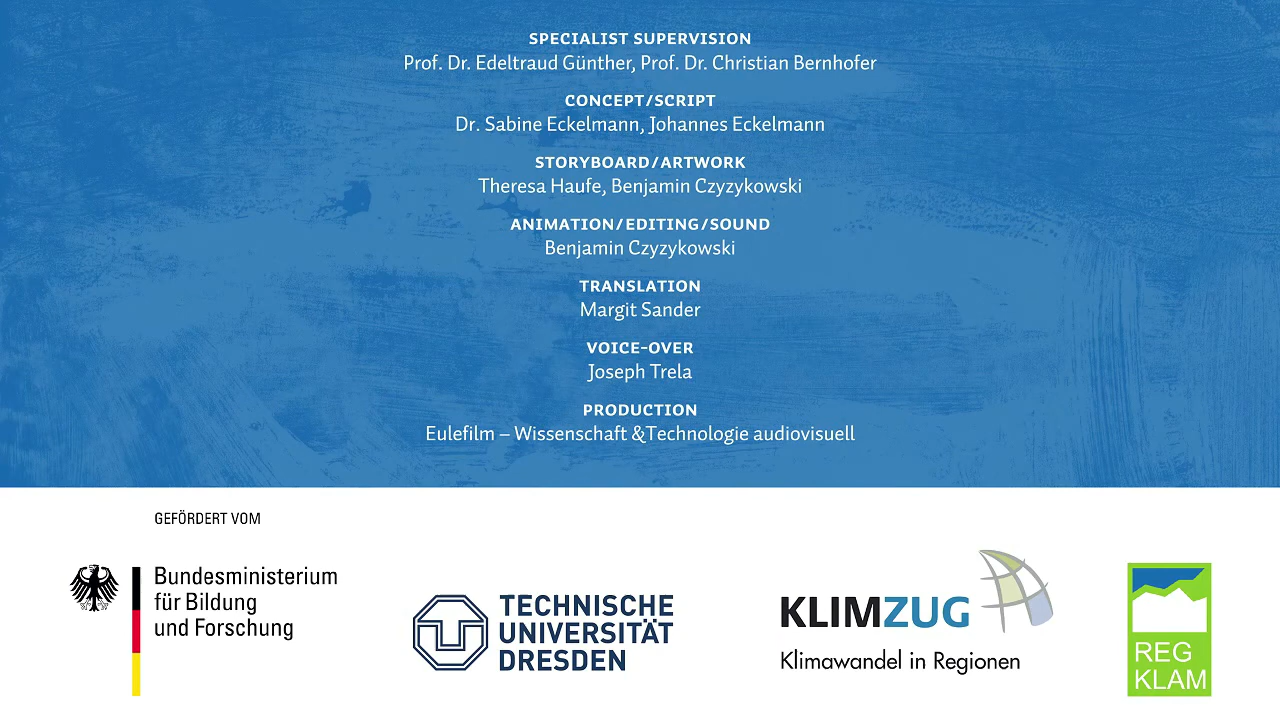 SPECIALIST SUPERVISION
Prof. Dr. Edeltraud Günther, Prof. Dr. Christian Bernhofer
CONCEPT/SCRIPT
Dr. Sabine Eckelmann, Johannes Eckelmann
STORYBOARD/ARTWORK
Theresa Haufe, Benjamin Czyzykowski
ANIMATION/EDITING/SOUND
Benjamin Czyzykowski
TRANSLATION
Margit Sander
VOICE-OVER
Joseph Trela
PRODUCTION
Eulefilm – Wissenschaft &Technologie audiovisuell
GEFÖRDERT VOM
Bundesministerium
für Bildung
und Forschung
TECHNISCHE
UNIVERSITÄT
DRESDEN
KLIMZUG
Klimawandel in Regionen
REG
KLAM